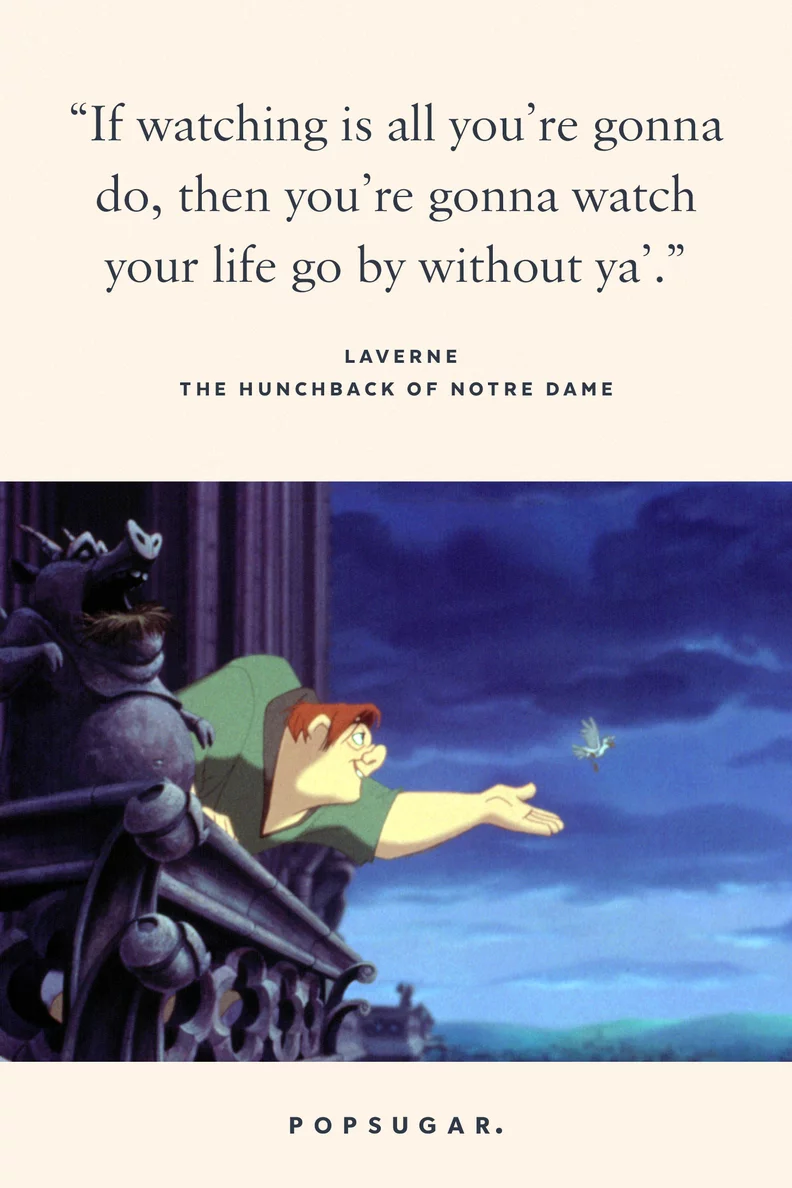 “If watching is all you’re gonna
do, then you’re gonna watch
your life go by without ya’.”
LAVERNE
THE HUNCHBACK OF NOTRE DAME
POPSUGAR.